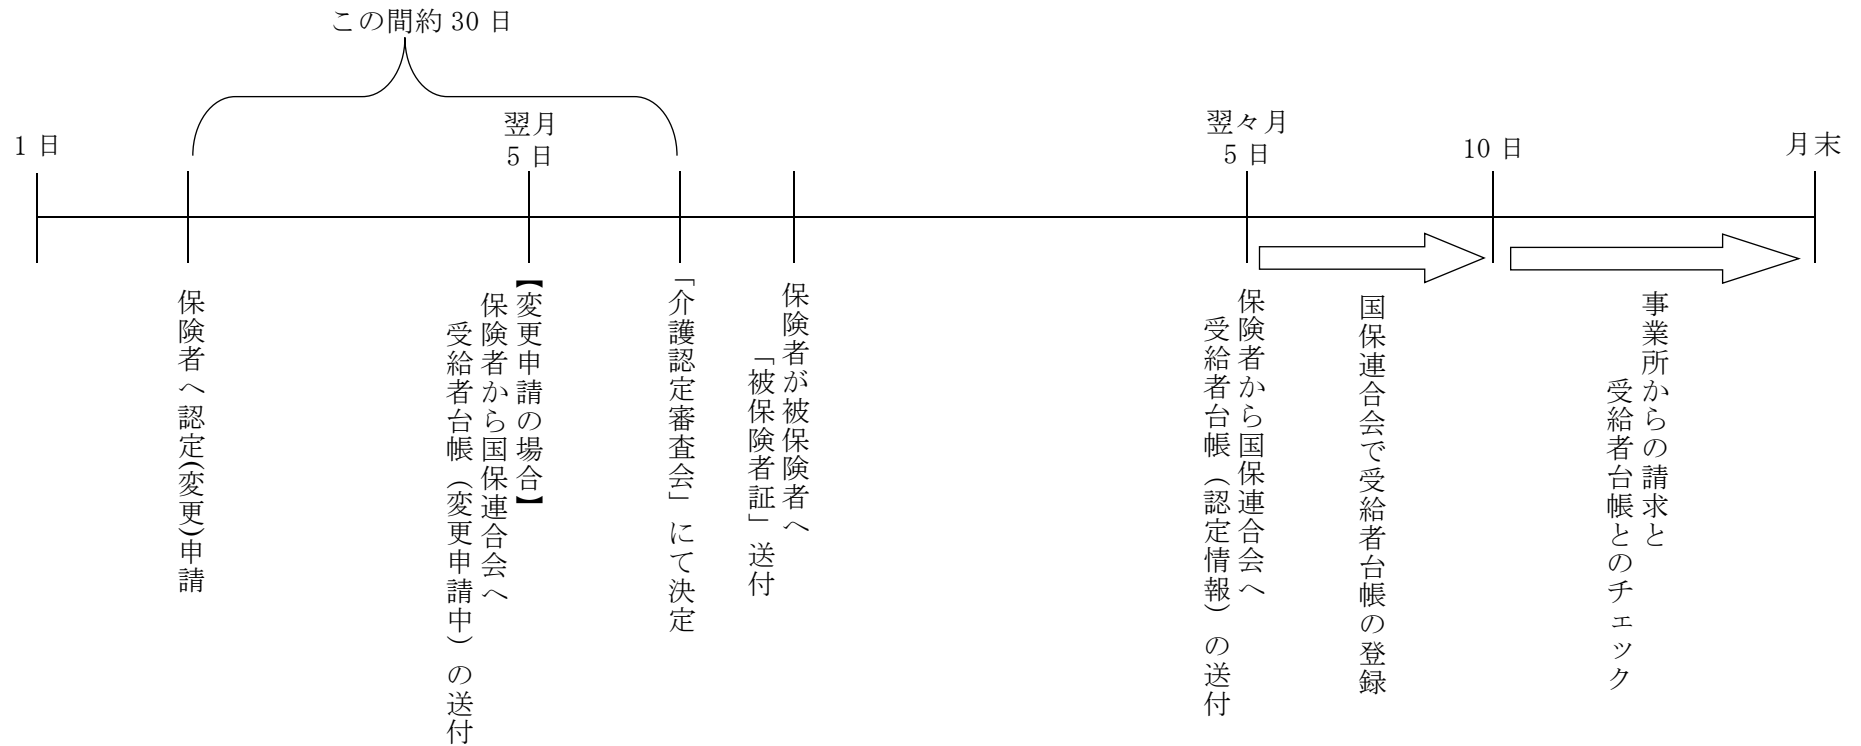 この間約 30 日
1 日
翌月
5 日
翌々月
5 日
10 日
月末
保険者へ認定(変更)申請
【変更申請の場合】
保険者から国保連合会へ
受給者台帳（変更申請中）の送付
「介護認定審査会」にて決定
保険者が被保険者へ
「被保険者証」送付
保険者から国保連合会へ
受給者台帳（認定情報）の送付
国保連合会で受給者台帳の登録
事業所からの請求と
受給者台帳とのチェック